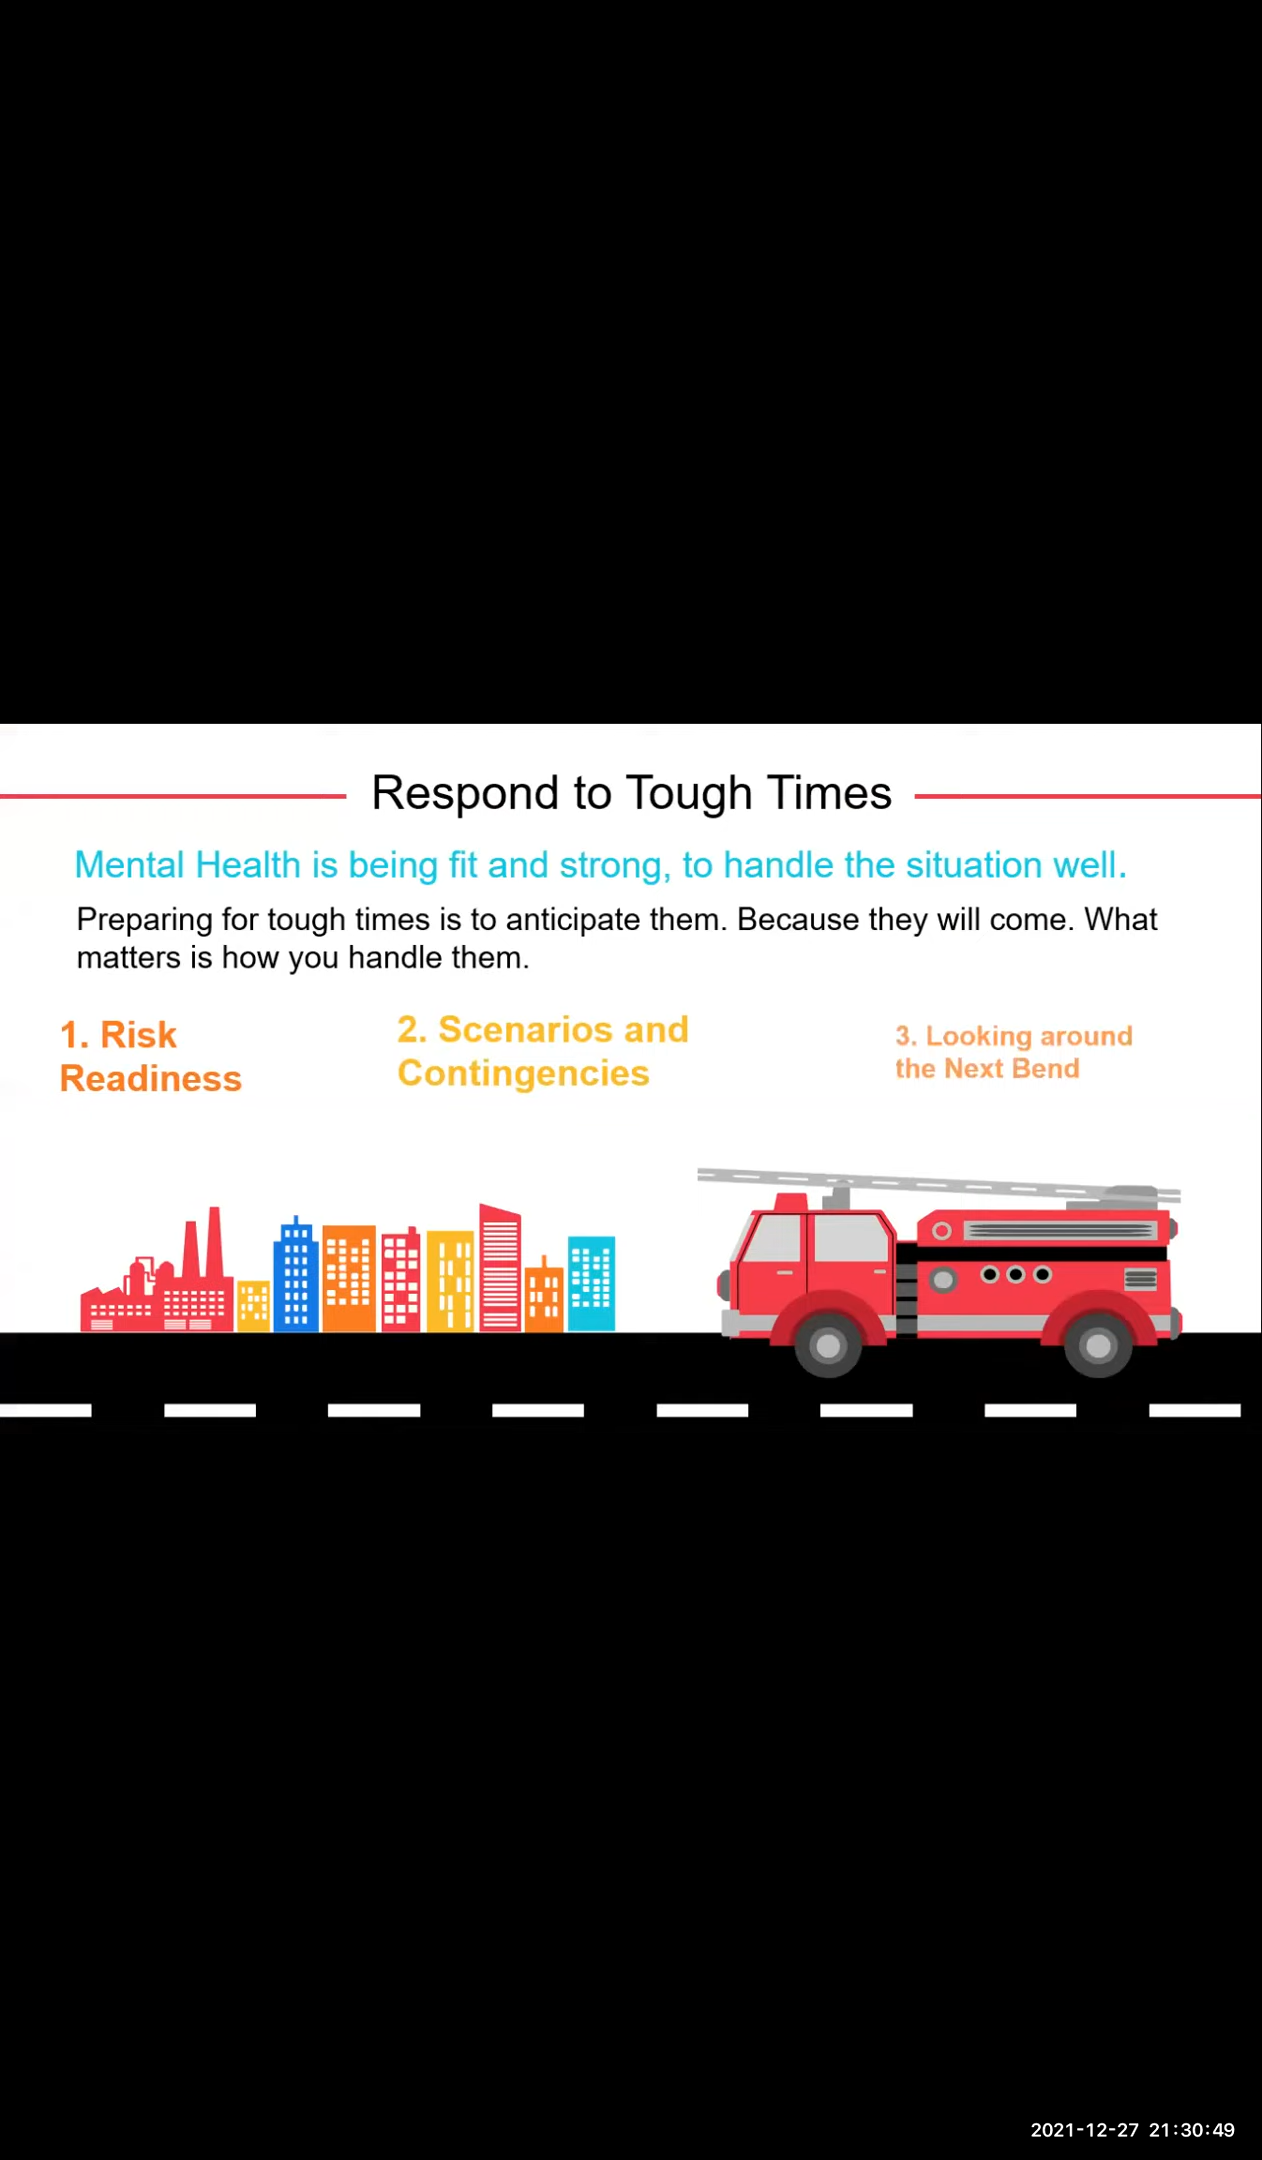 Respond to Tough Times
Mental Health is being fit and strong, to handle the situation well.
Preparing for tough times is to anticipate them. Because they will come. What
matters is how you handle them.
1. Risk
Readiness
2. Scenarios and
Contingencies
3. Looking around
the Next Bend
2021-12-27 21:30:49